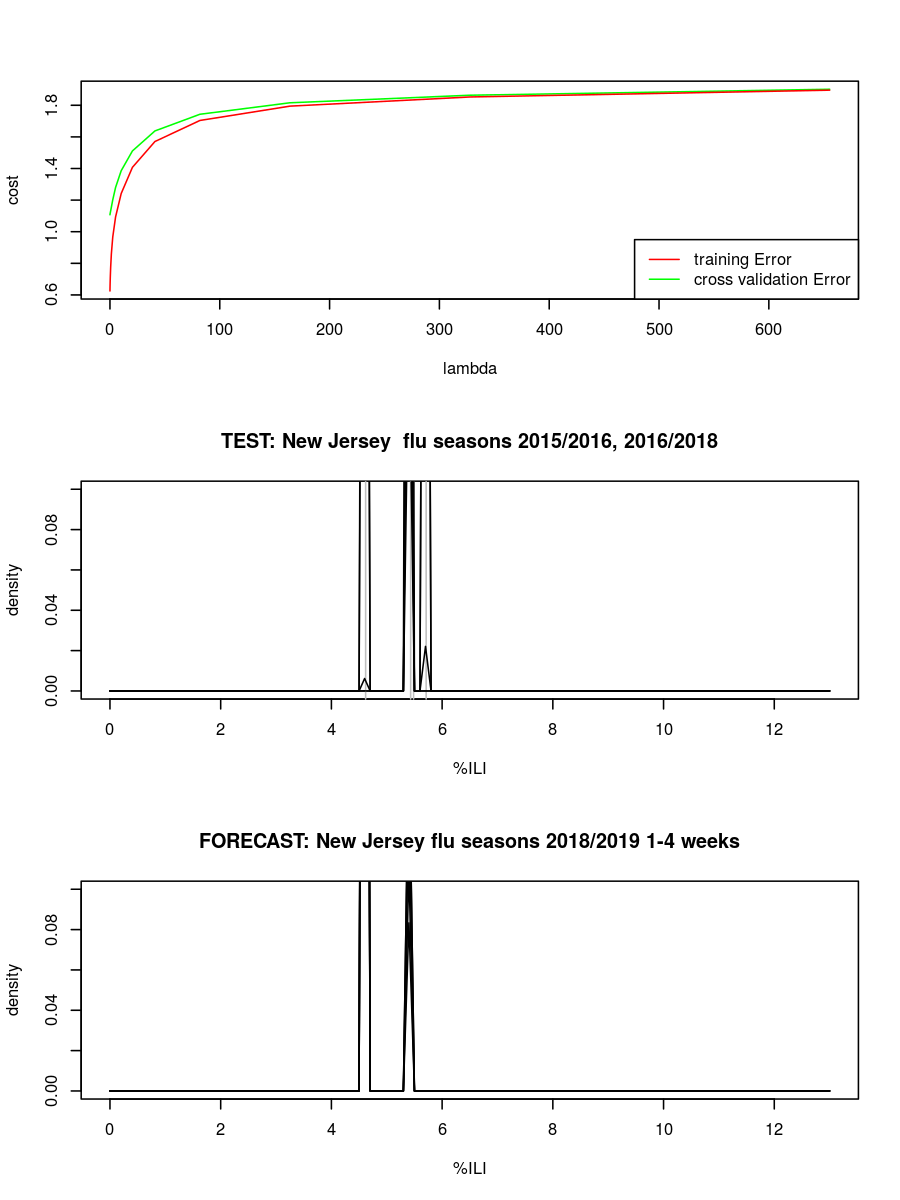 1.8
1.4
1.0
0.6
cost
training Error
cross validation Error
0 100 200 300 400 500 600
lambda
TEST: New Jersey  flu seasons 2015/2016, 2016/2018
0.08
0.04
0.00
density
0 2 4 6 8 10 12
%ILI
FORECAST: New Jersey flu seasons 2018/2019 1-4 weeks
0.08
0.04
0.00
density
0 2 4 6 8 10 12
%ILI